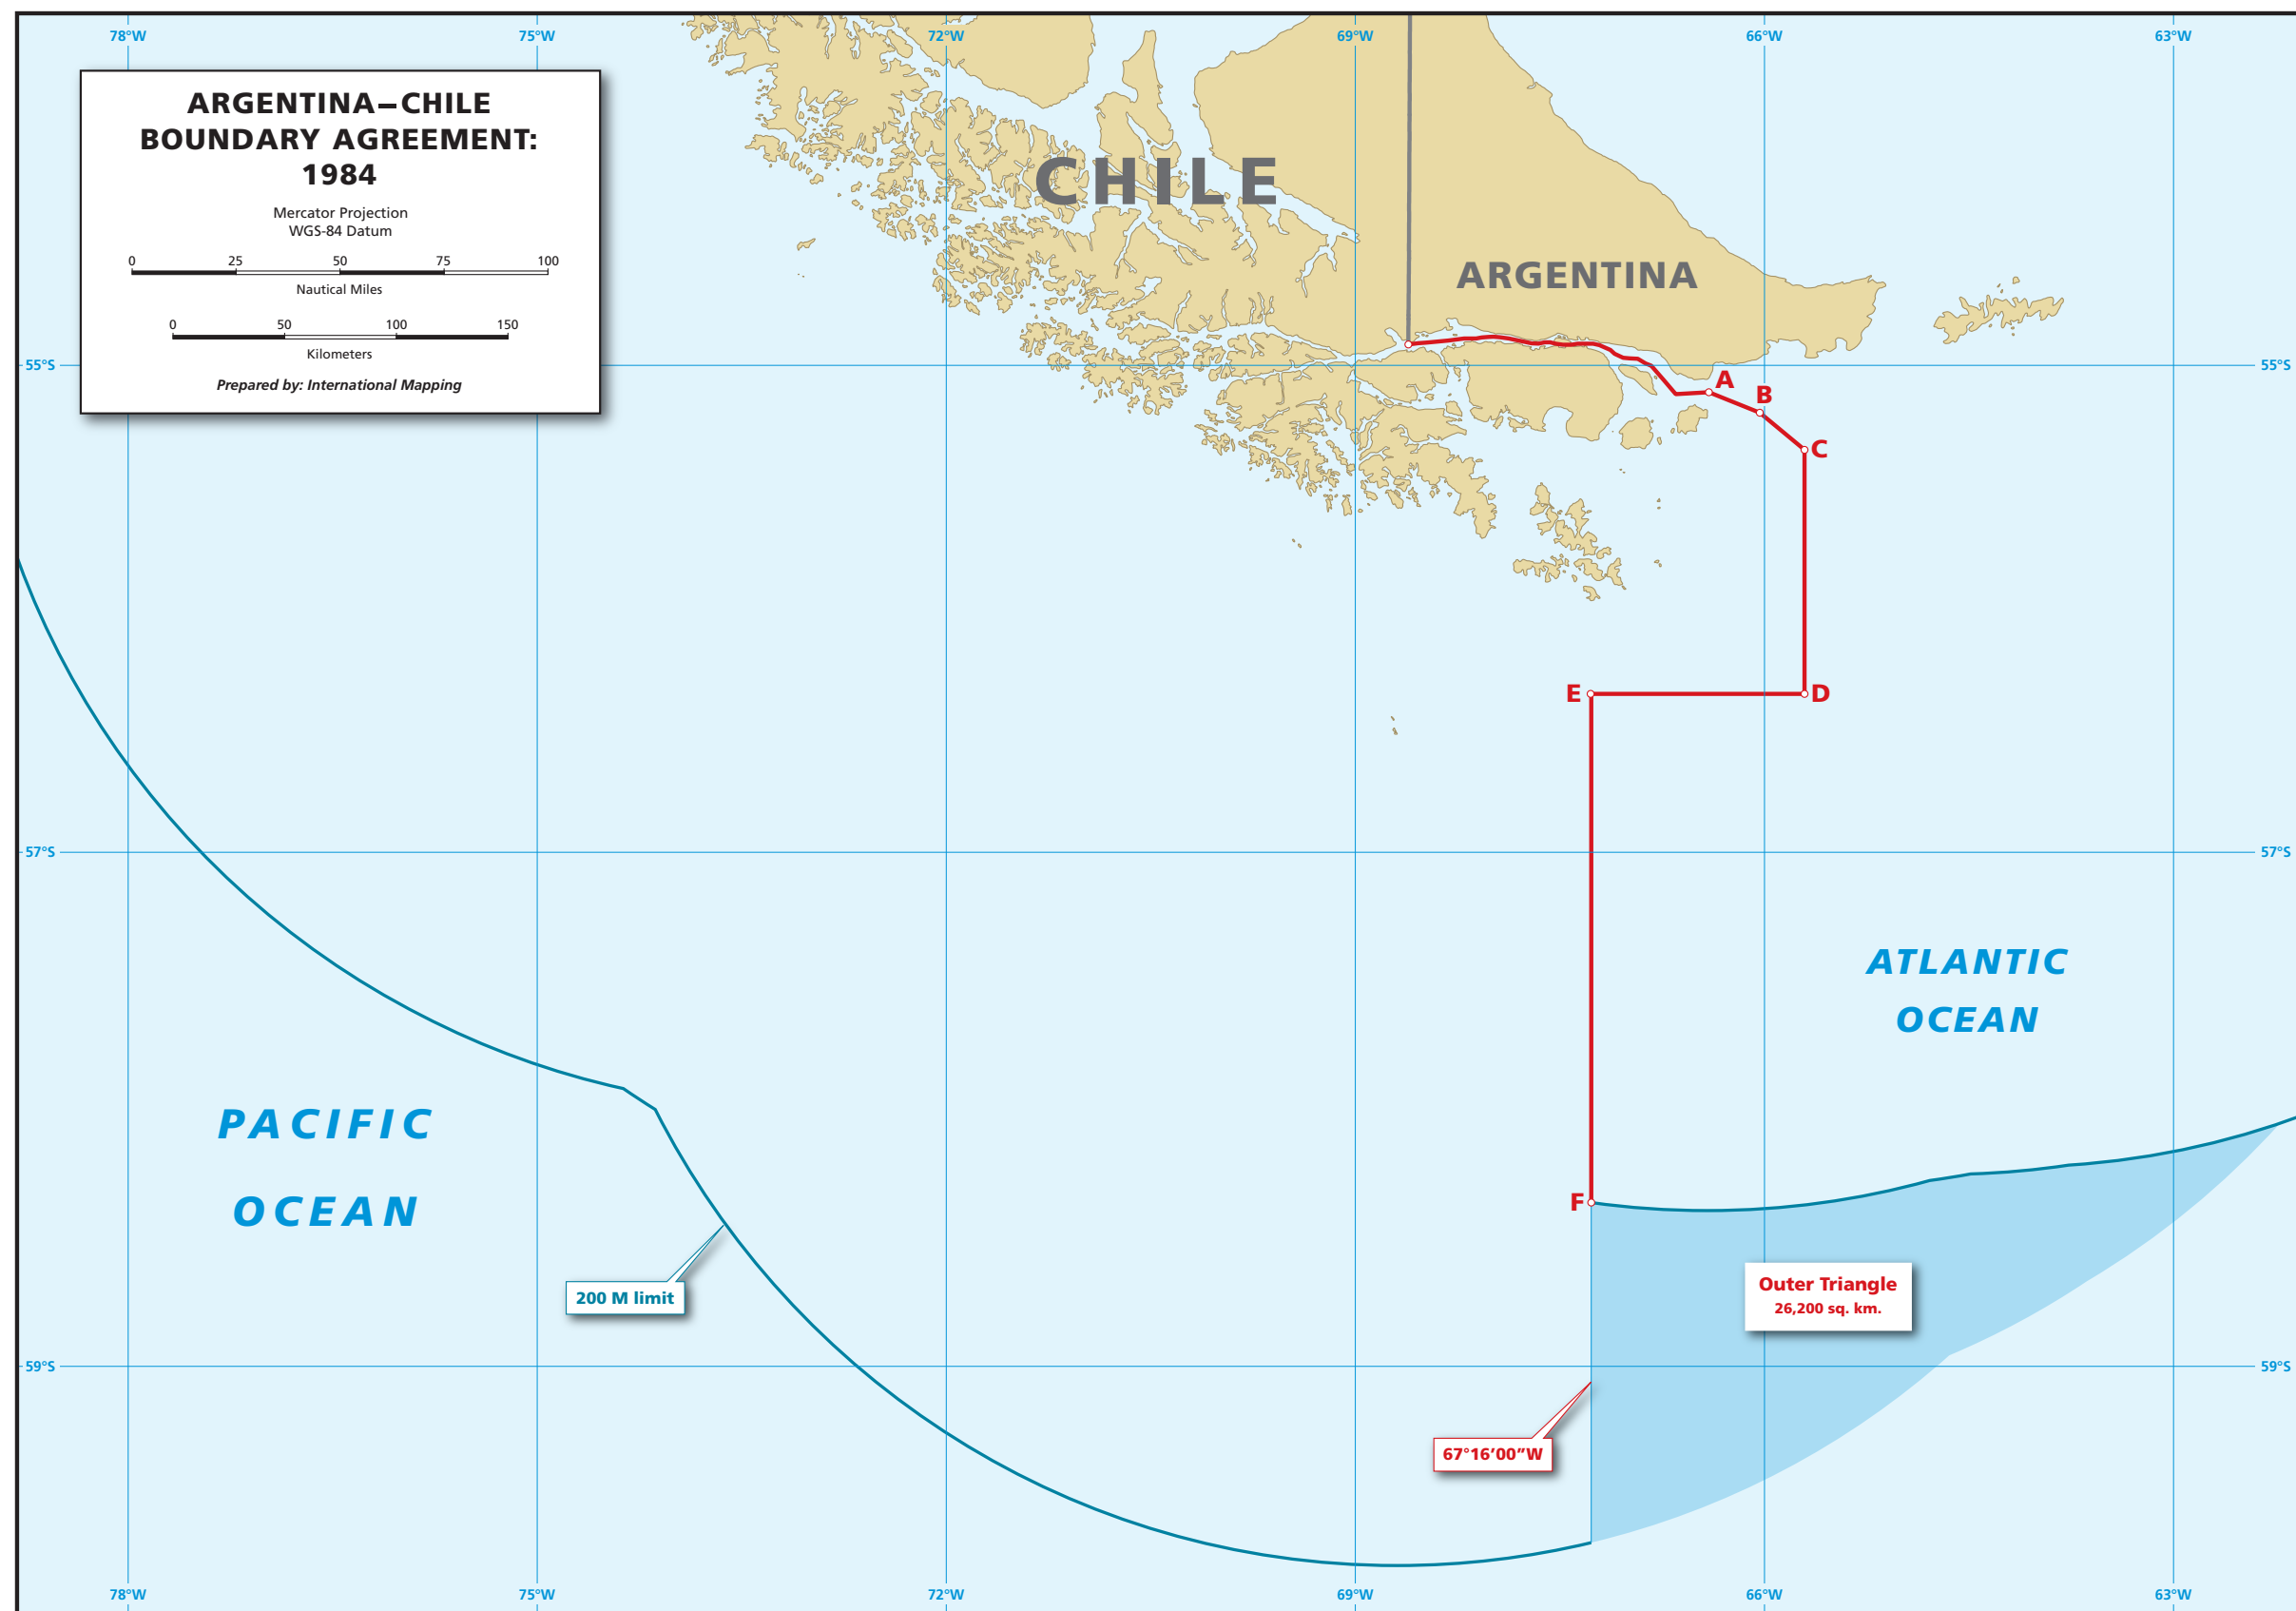 78°W 75°W 72°W 69°W 66°W 63°W
ARGENTINA–CHILE
BOUNDARY AGREEMENT:
1984
Mercator Projection
WGS-84 Datum
0 25 50 75 100
Nautical Miles
0 50 100 150
Kilometers
Prepared by: International Mapping
CHILE
ARGENTINA
55°S 55°S
A
B
C
E D
57°S 57°S
ATLANTIC
OCEAN
PACIFIC
OCEAN
F
200 M limit
Outer Triangle
26,200 sq. km.
59°S 59°S
67°16’00”W
78°W 75°W 72°W 69°W 66°W 63°W